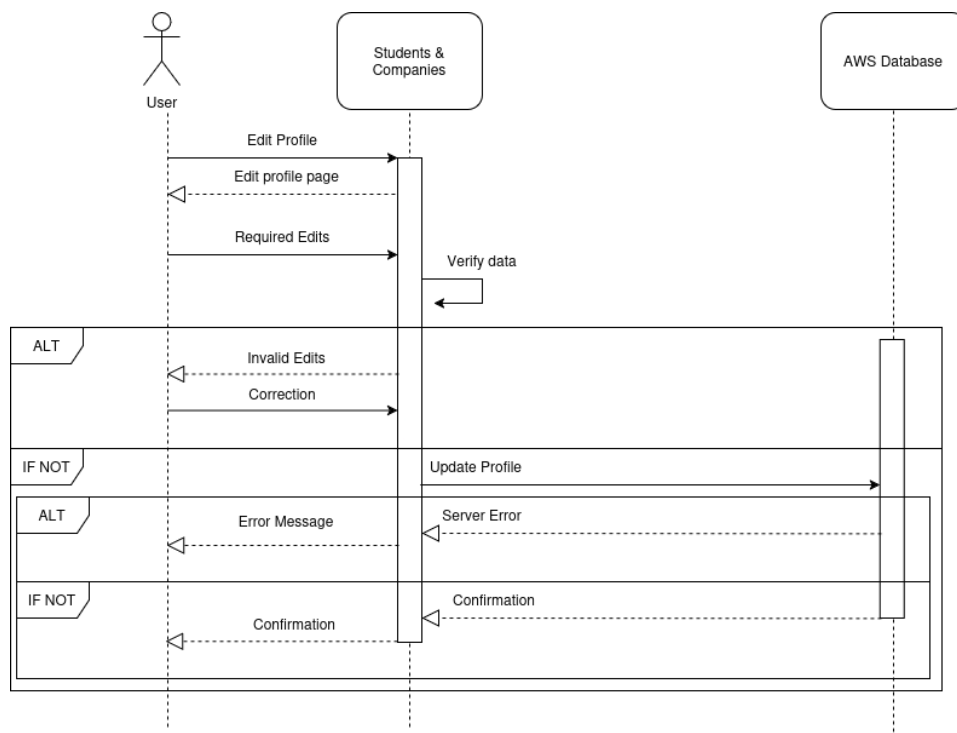 Students &
Companies
AWS Database
User
Edit Profile
Edit profile page
Required Edits
Verify data
ALT
Invalid Edits
Correction
IF NOT
Update Profile
ALT
Server Error
Error Message
IF NOT
Confirmation
Confirmation